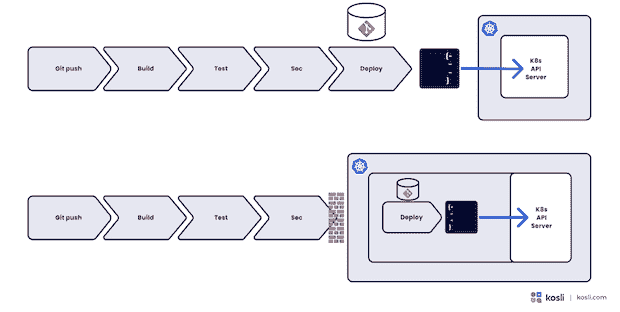 Git push
Build
Test
Sec
Deploy
K8s
API
Server
Git push
Build
Test
Sec
Deploy
K8s
API
Server
kosli | kosli.com